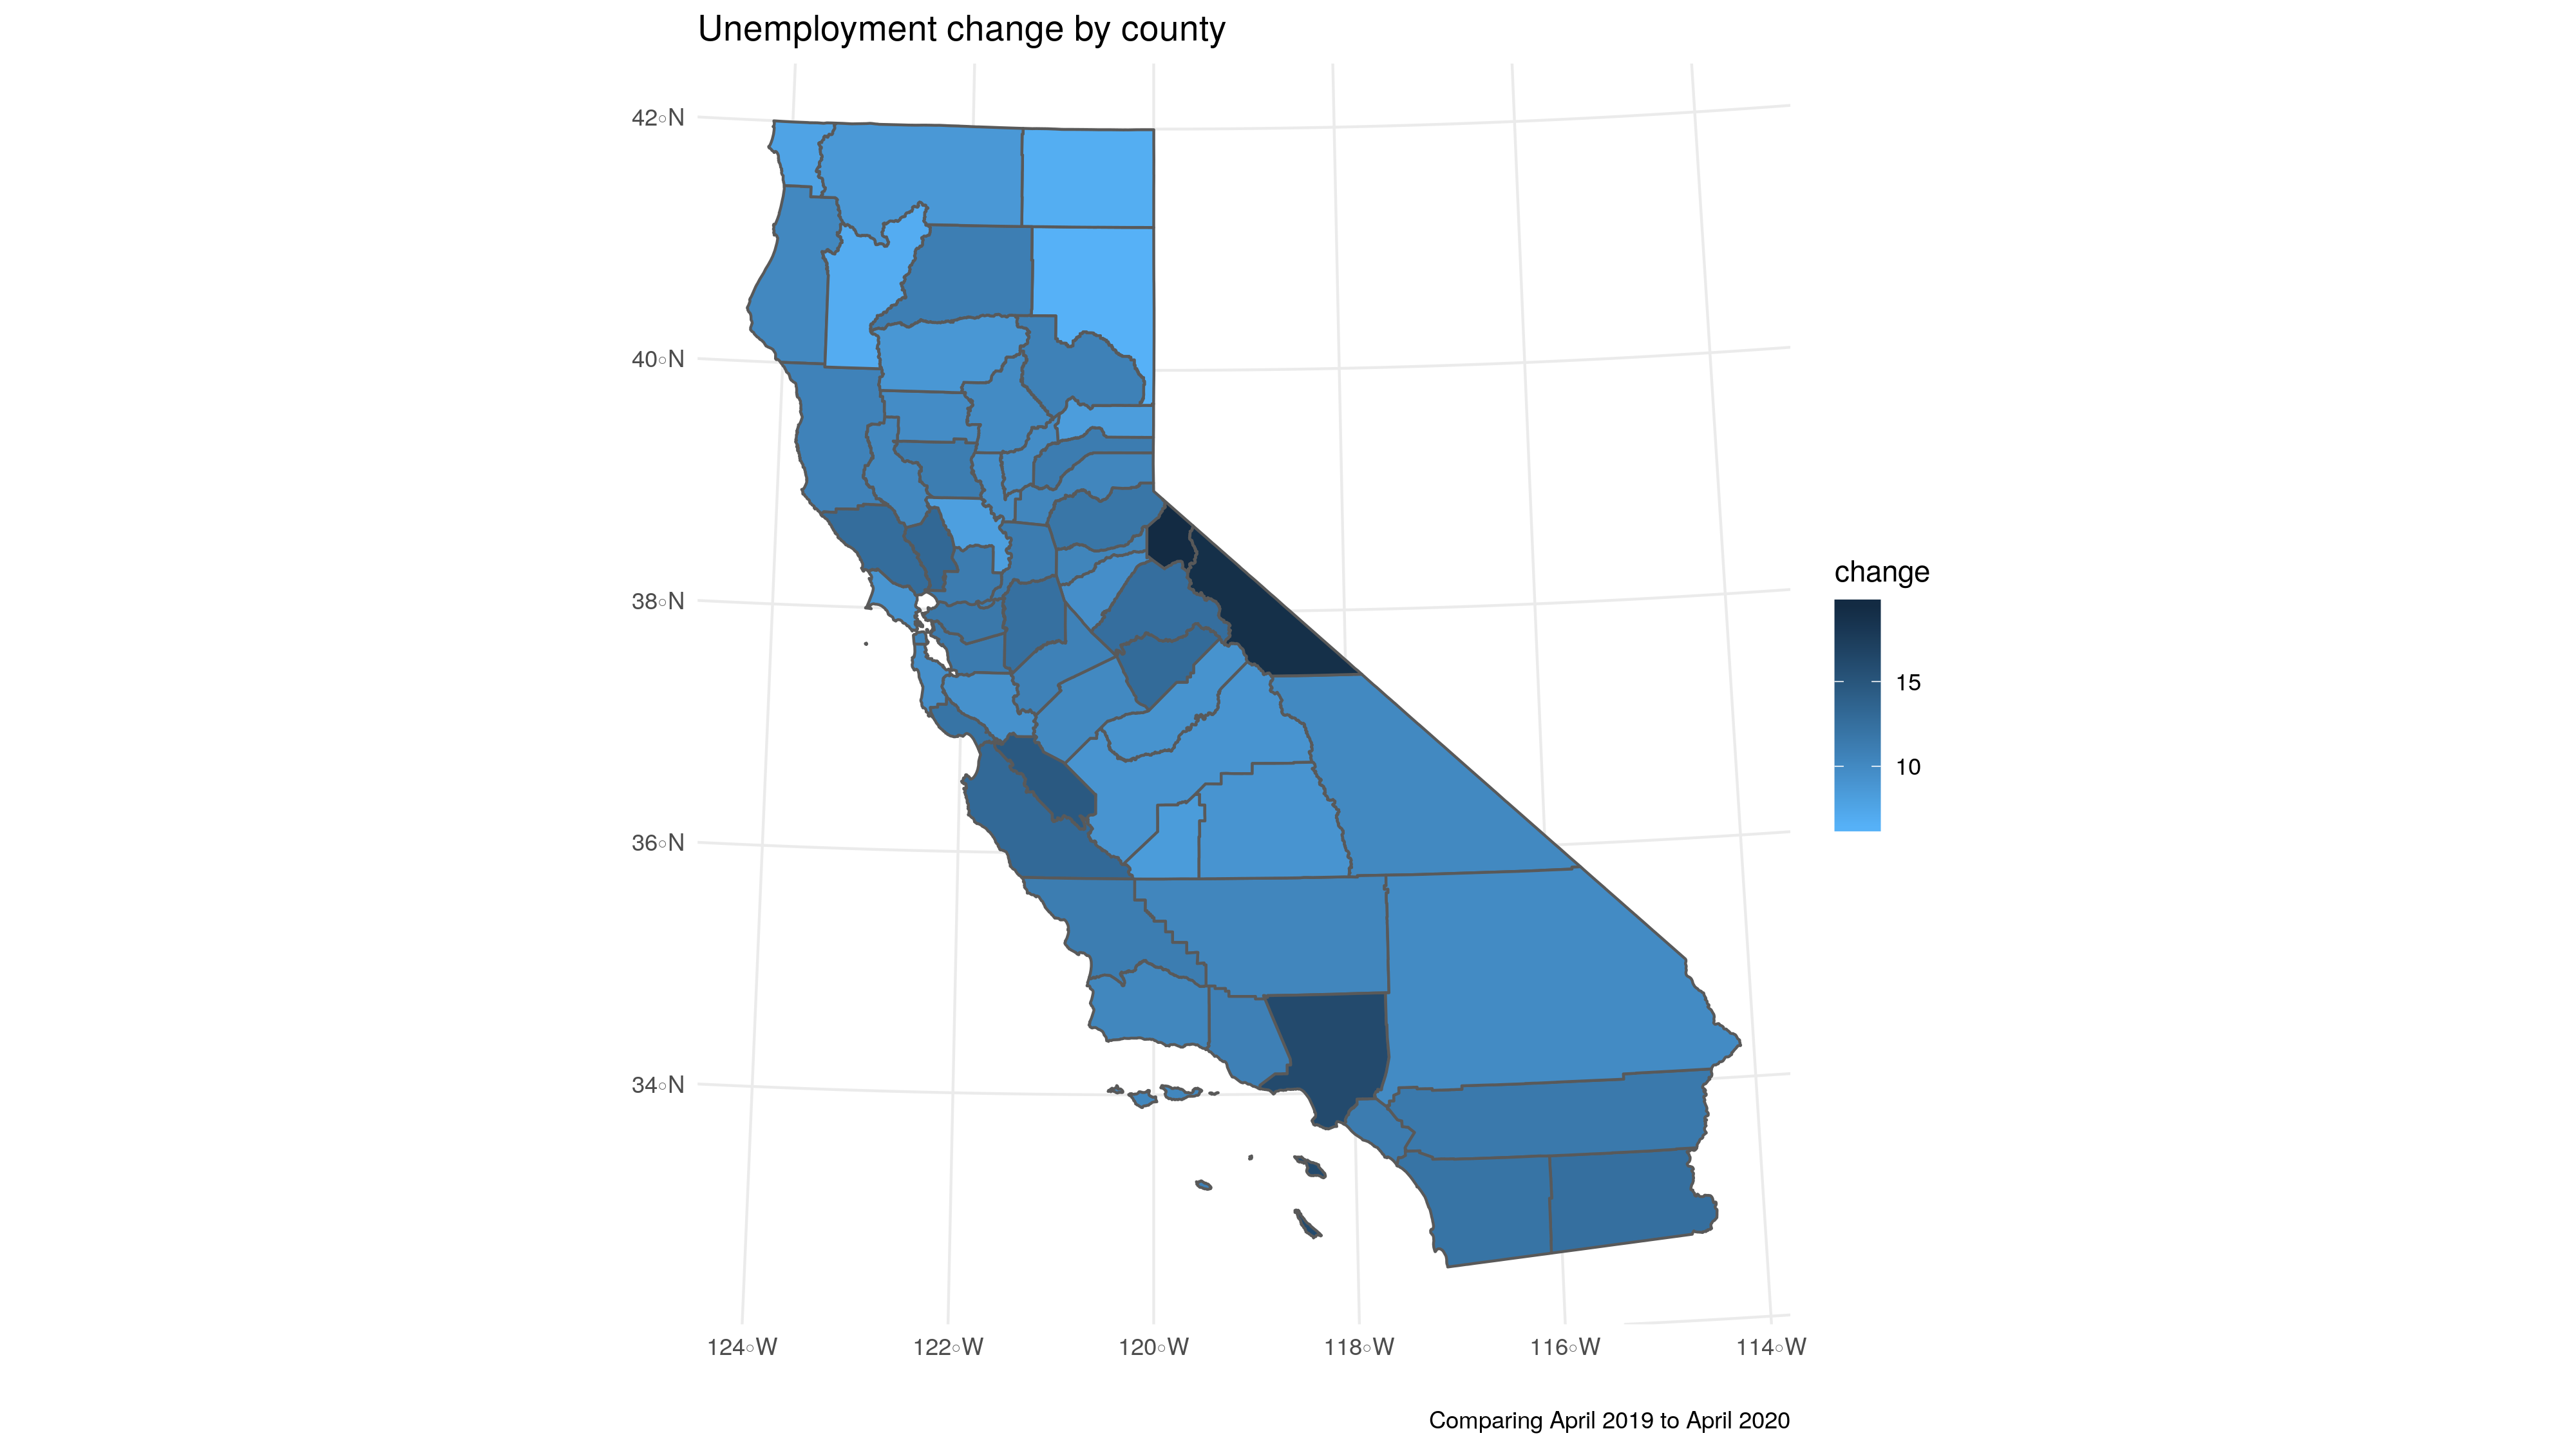 Unemployment change by county
42◦N
40◦N
38◦N
36◦N
34◦N
124◦W
122◦W
120◦W
118◦W
116◦W
114◦W
change
15
10
Comparing April 2019 to April 2020